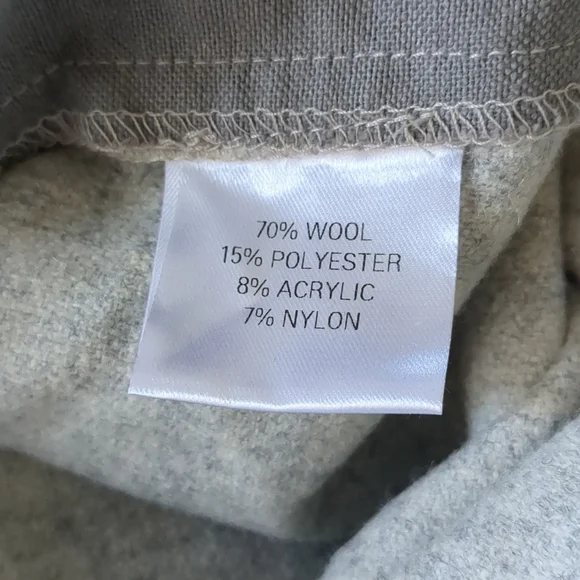 70% WOOL
15% POLYESTER
8% ACRYLIC
7% NYLON